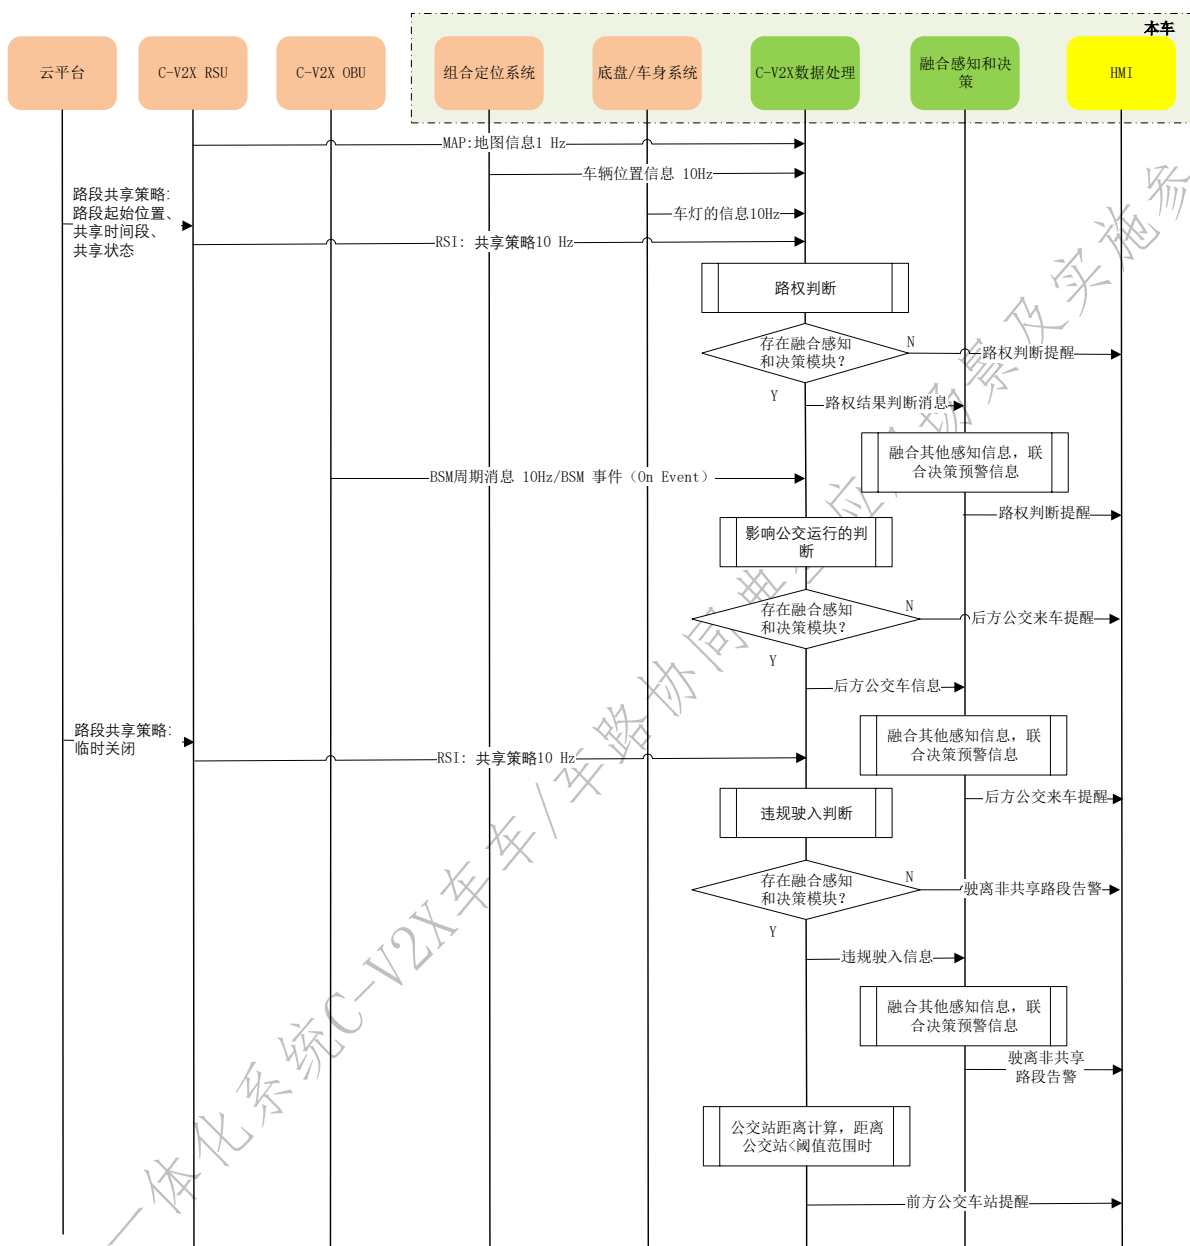 本车
云平台
C-V2X RSU
C-V2X OBU
组合定位系统
底盘/车身系统
C-V2X数据处理
融合感知和决
策
HMI
MAP:地图信息1 Hz
车辆位置信息 10Hz
路段共享策略:
路段起始位置、
共享时间段、
共享状态
车灯的信息10Hz
RSI: 共享策略10 Hz
路权判断
存在融合感知
和决策模块?
N
路权判断提醒
Y
路权结果判断消息
融合其他感知信息，联
合决策预警信息
BSM周期消息 10Hz/BSM 事件（On Event）
路权判断提醒
影响公交运行的判
断
存在融合感知
和决策模块?
N
后方公交来车提醒
Y
后方公交车信息
路段共享策略:
临时关闭
融合其他感知信息，联
合决策预警信息
RSI: 共享策略10 Hz
后方公交来车提醒
违规驶入判断
存在融合感知
和决策模块?
N
驶离非共享路段告警
Y
违规驶入信息
融合其他感知信息，联
合决策预警信息
驶离非共享
路段告警
公交站距离计算，距离
公交站<阈值范围时
前方公交车站提醒
一体化系统C-V2X车车/车路协同典型应用场景及实施参